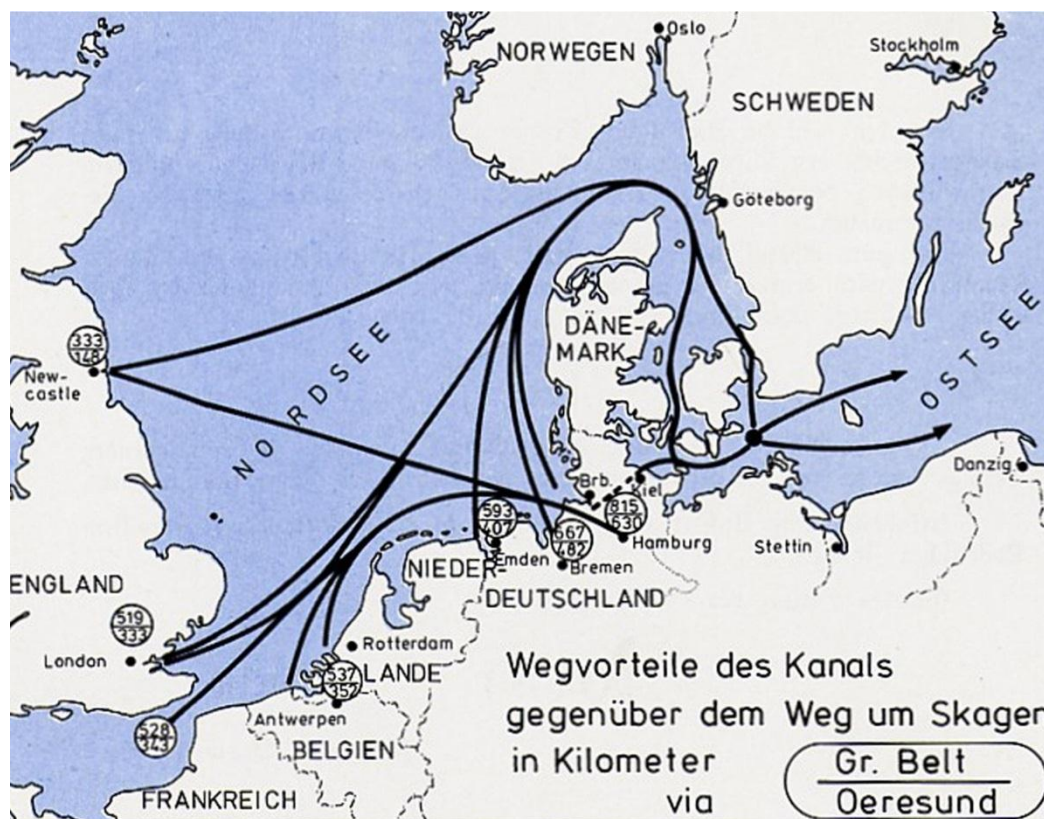 Oslo
NORWEGEN
Stockholm
SCHWEDEN
Göteborg
DÄNE-
MARK
333
148
New-
castle
NORDSEE
OSTSEE
Danzig
Brb.
Kiel
815
630
593
407
667
482
Hamburg
Emden
Bremen
Stettin
NIEDER-
DEUTSCHLAND
ENGLAND
519
333
London
Rotterdam
LANDE
537
352
Antwerpen
528
343
BELGIEN
FRANKREICH
Wegvorteile des Kanals
gegenüber dem Weg um Skagen
in Kilometer
via
Gr. Belt
Oeresund